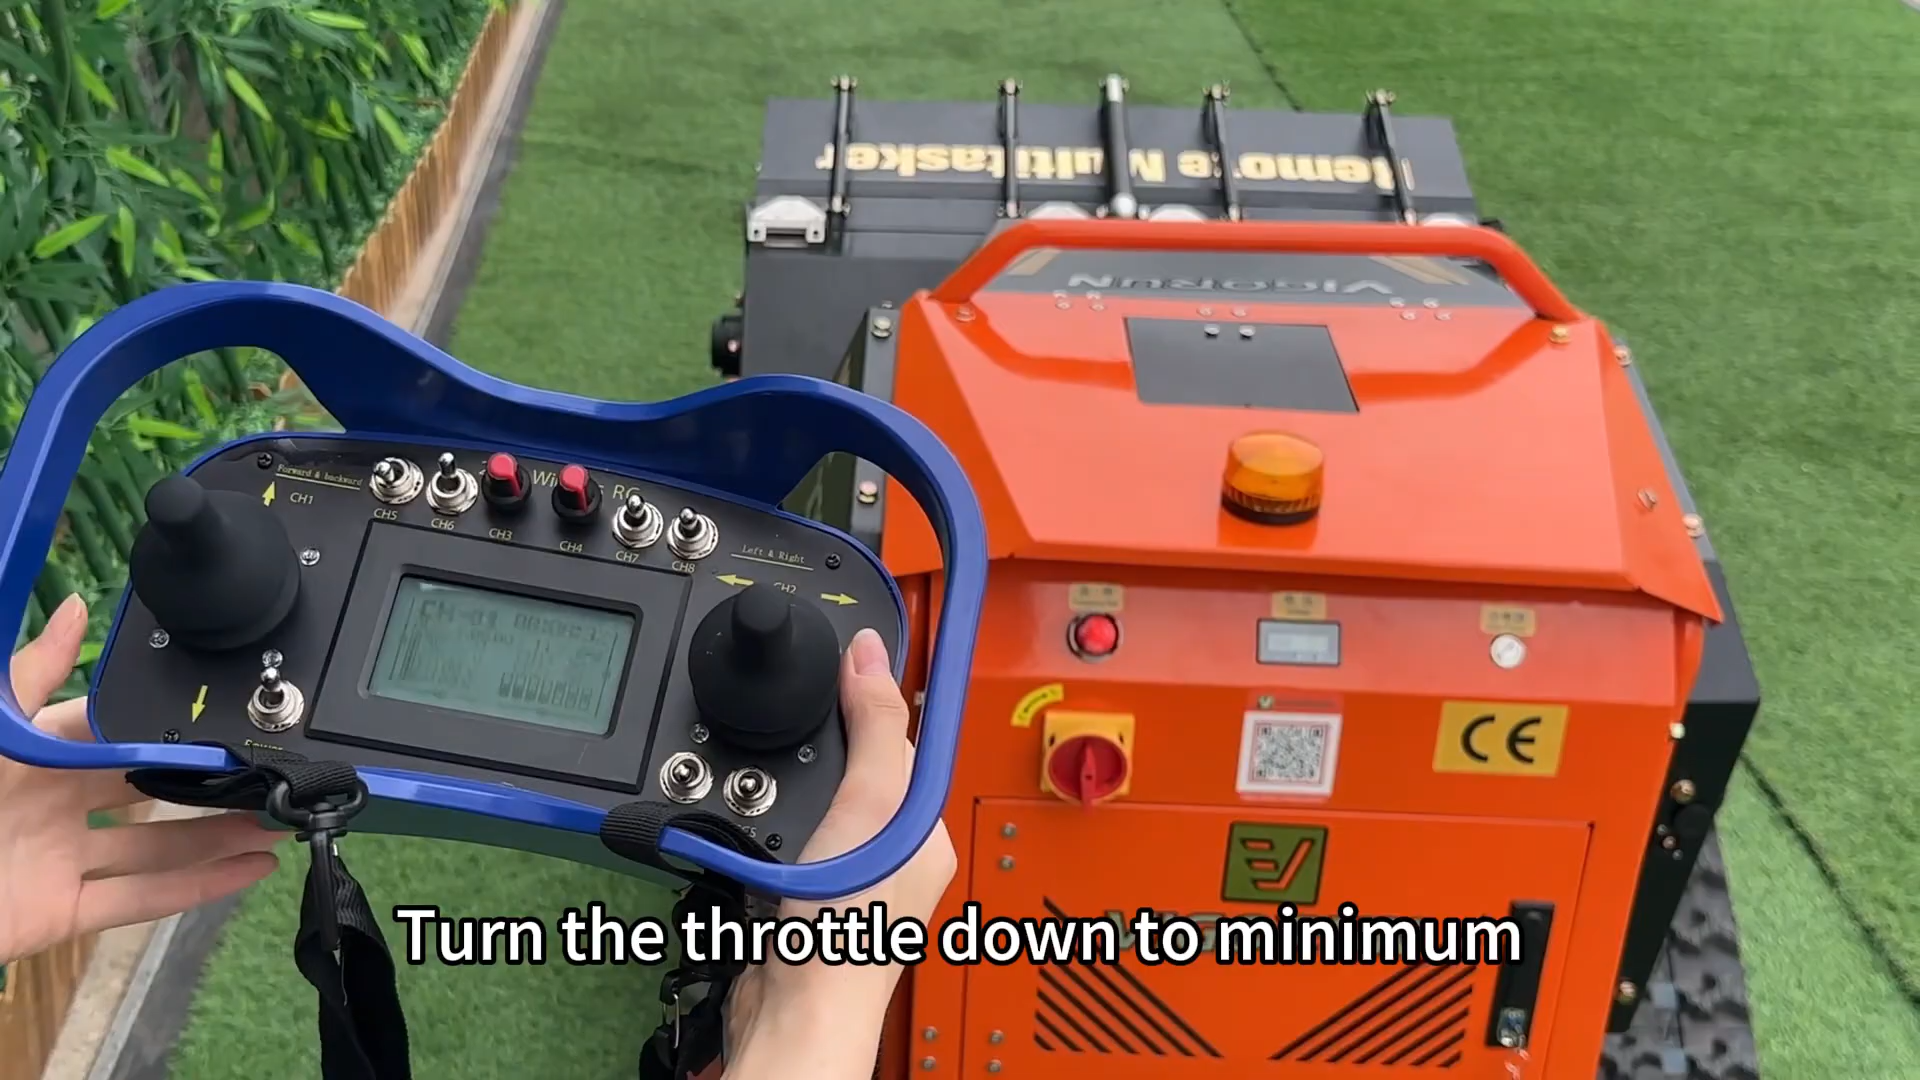 Remote Multitasker
VIGORUN
Forward & backward
CH1
CH5
CH6
CH3
CH4
CH7
CH8
Left & Right
CH2
Power
CE
Turn the throttle down to minimum